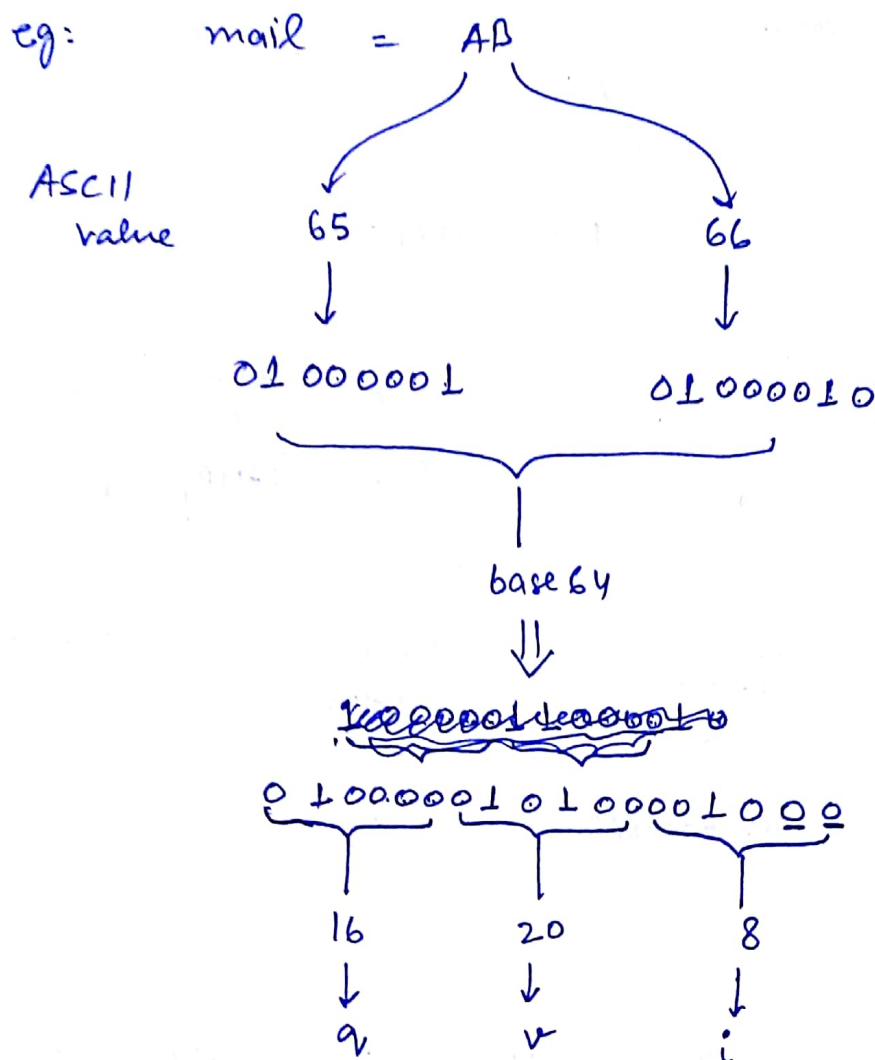 eg: mail = AB
ASCII
value 65 66
01000001 01000010
base64
010000010100001000
16 20 8
q v i